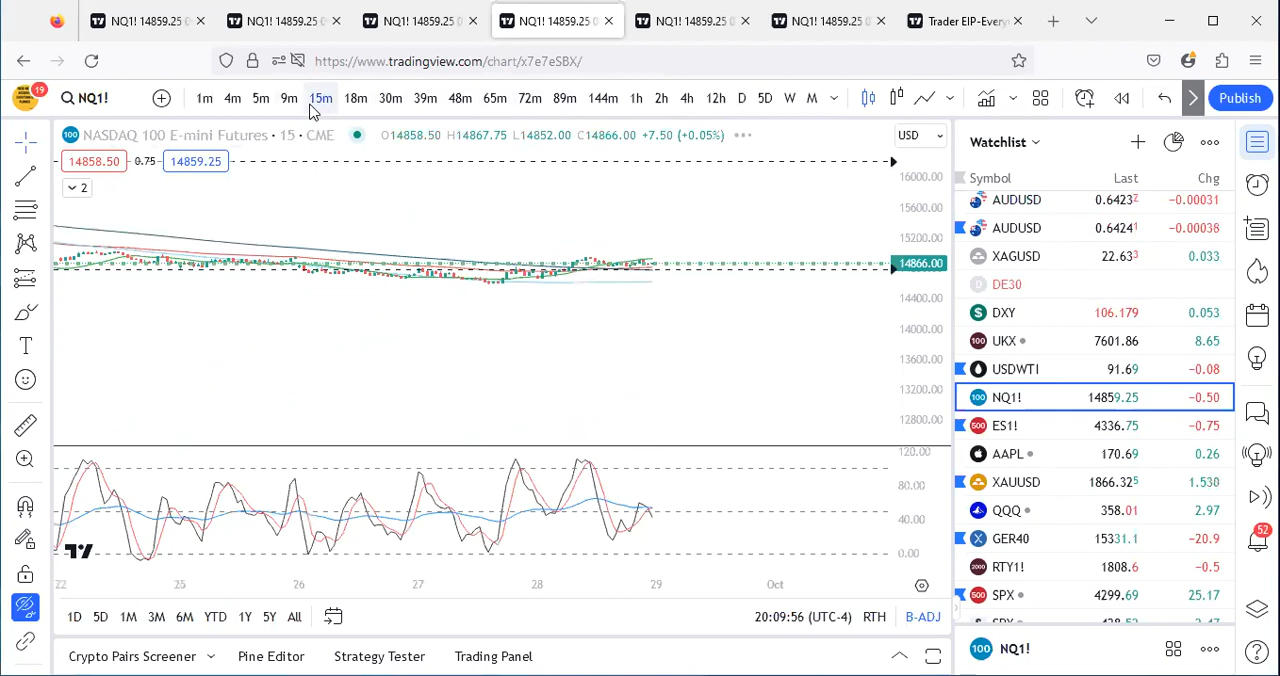 NQ1! 14859.25 NQ1! 14859.25 NQ1! 14859.25 NQ1! 14859.25 NQ1! 14859.25 NQ1! 14859.25 Trader EIP-Every
https://www.tradingview.com/chart/x7e7eSBX/
19 NQ1! 1m 4m 5m 9m 15m 18m 30m 39m 48m 65m 72m 89m 144m 1h 2h 4h 12h D 5D W M Publish
NASDAQ 100 E-mini Futures · 15 · CME O14858.50 H14867.75 L14852.00 C14866.00 +7.50 (+0.05%) USD
14858.50 0.75 14859.25
2
16000.00
15600.00
15200.00
14866.00
14400.00
14000.00
13600.00
13200.00
12800.00
120.00
80.00
40.00
0.00
22 25 26 27 28 29 Oct
1D 5D 1M 3M 6M YTD 1Y 5Y All 20:09:56 (UTC-4) RTH B-ADJ
Crypto Pairs Screener Pine Editor Strategy Tester Trading Panel
Watchlist
Symbol Last Chg
AUDUSD 0.6423² −0.00031
AUDUSD 0.6424¹ −0.00038
XAGUSD 22.63³ 0.033
DE30
DXY 106.179 0.053
UKX 7601.86 8.65
USDWTI 91.69 −0.08
NQ1! 14859.25 −0.50
ES1! 4336.75 −0.75
AAPL 170.69 0.26
XAUUSD 1866.32⁵ 1.530
QQQ 358.01 2.97
GER40 15331.1 −20.9
RTY1! 1808.6 −0.5
SPX 4299.69 25.17
NQ1!
52